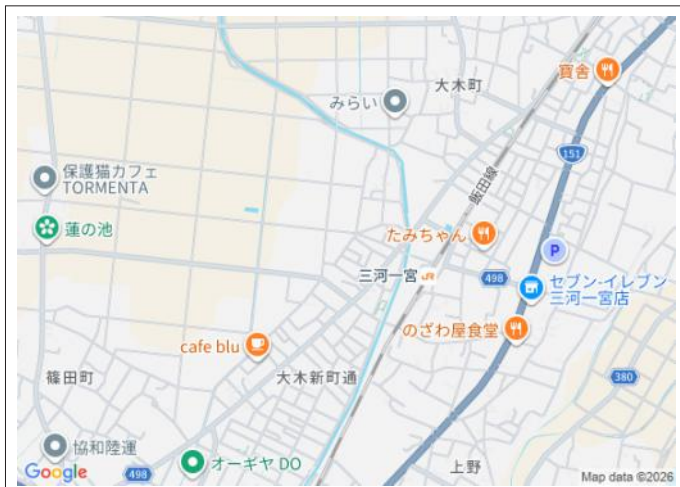 寳舎
大木町
みらい
151
飯田線
保護猫カフェ
TORMENTA
蓮の池
たみちゃん
P
三河一宮 JR
498
セブン-イレブン
三河一宮店
のざわ屋食堂
cafe blu
篠田町
大木新町通
380
協和陸運
498
オーギヤ DO
上野
Google
Map data ©2026